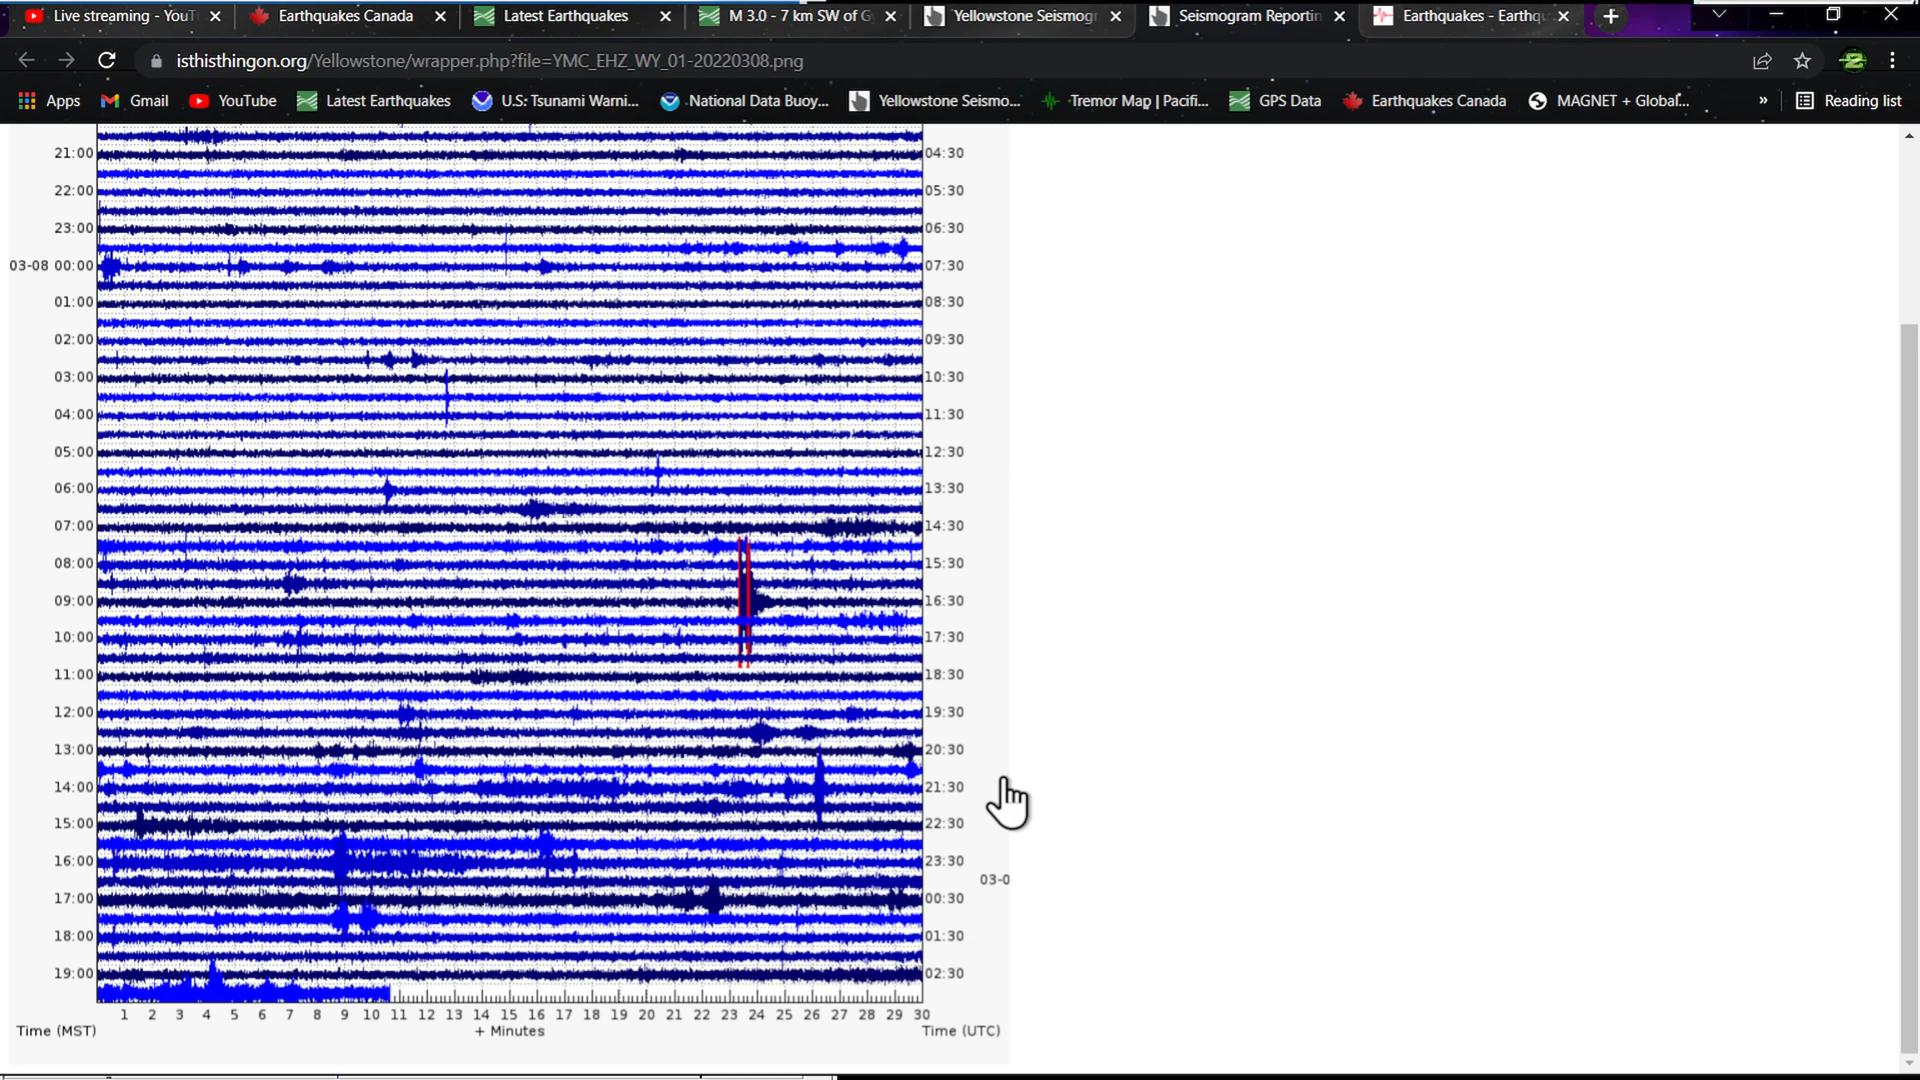 Live streaming - YouT
Earthquakes Canada
Latest Earthquakes
M 3.0 - 7 km SW of G
Yellowstone Seismogr
Seismogram Reportin
Earthquakes - Earthqu
isthisthingon.org/Yellowstone/wrapper.php?file=YMC_EHZ_WY_01-20220308.png
Apps
Gmail
YouTube
Latest Earthquakes
U.S. Tsunami Warni...
National Data Buoy...
Yellowstone Seismo...
Tremor Map | Pacifi...
GPS Data
Earthquakes Canada
MAGNET + Global...
»
Reading list
21:00 04:30
22:00 05:30
23:00 06:30
03-08 00:00 07:30
01:00 08:30
02:00 09:30
03:00 10:30
04:00 11:30
05:00 12:30
06:00 13:30
07:00 14:30
08:00 15:30
09:00 16:30
10:00 17:30
11:00 18:30
12:00 19:30
13:00 20:30
14:00 21:30
15:00 22:30
16:00 23:30
03-0
17:00 00:30
18:00 01:30
19:00 02:30
1 2 3 4 5 6 7 8 9 10 11 12 13 14 15 16 17 18 19 20 21 22 23 24 25 26 27 28 29 30
Time (MST) + Minutes Time (UTC)